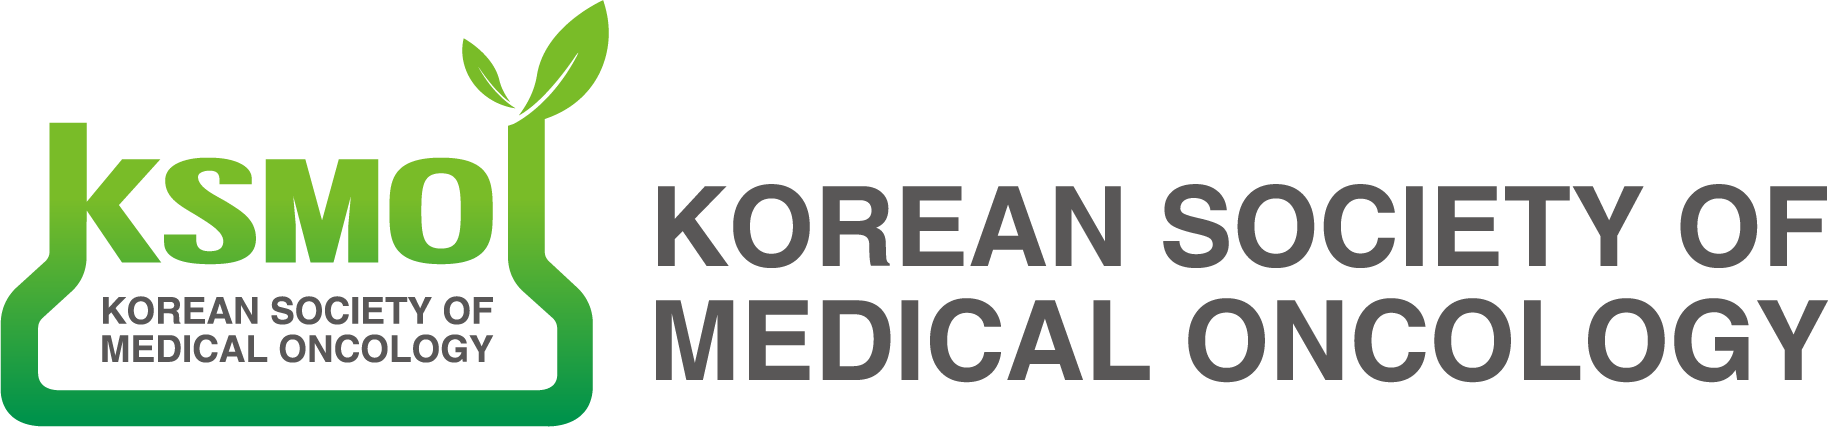 KSMO
KOREAN SOCIETY OF
MEDICAL ONCOLOGY
KOREAN SOCIETY OF
MEDICAL ONCOLOGY